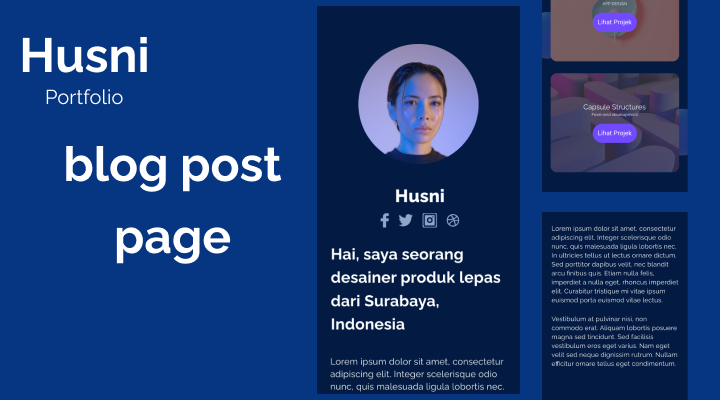 Husni
Portfolio
blog post
page
Husni
Hai, saya seorang
desainer produk lepas
dari Surabaya,
Indonesia
Lorem ipsum dolor sit amet, consectetur
adipiscing elit. Integer scelerisque odio
nunc, quis malesuada ligula lobortis nec.
APP DESIGN
Lihat Projek
Capsule Structures
Front-end development
Lihat Projek
Lorem ipsum dolor sit amet, consectetur
adipiscing elit. Integer scelerisque odio
nunc, quis malesuada ligula lobortis nec.
In ultricies tellus ut lectus ornare dictum.
Sed porttitor dapibus velit, nec blandit
arcu finibus quis. Etiam nulla felis,
imperdiet a nulla eget, rhoncus imperdiet
elit. Curabitur tristique mi vitae ipsum
euismod porta euismod vitae lectus.
Vestibulum at pulvinar nisi, non
commodo erat. Aliquam lobortis posuere
magna sed tincidunt. Sed facilisis
vestibulum eros eget varius. Nam eget
velit sed neque dignissim rutrum. Nullam
efficitur tellus eget condimentum.